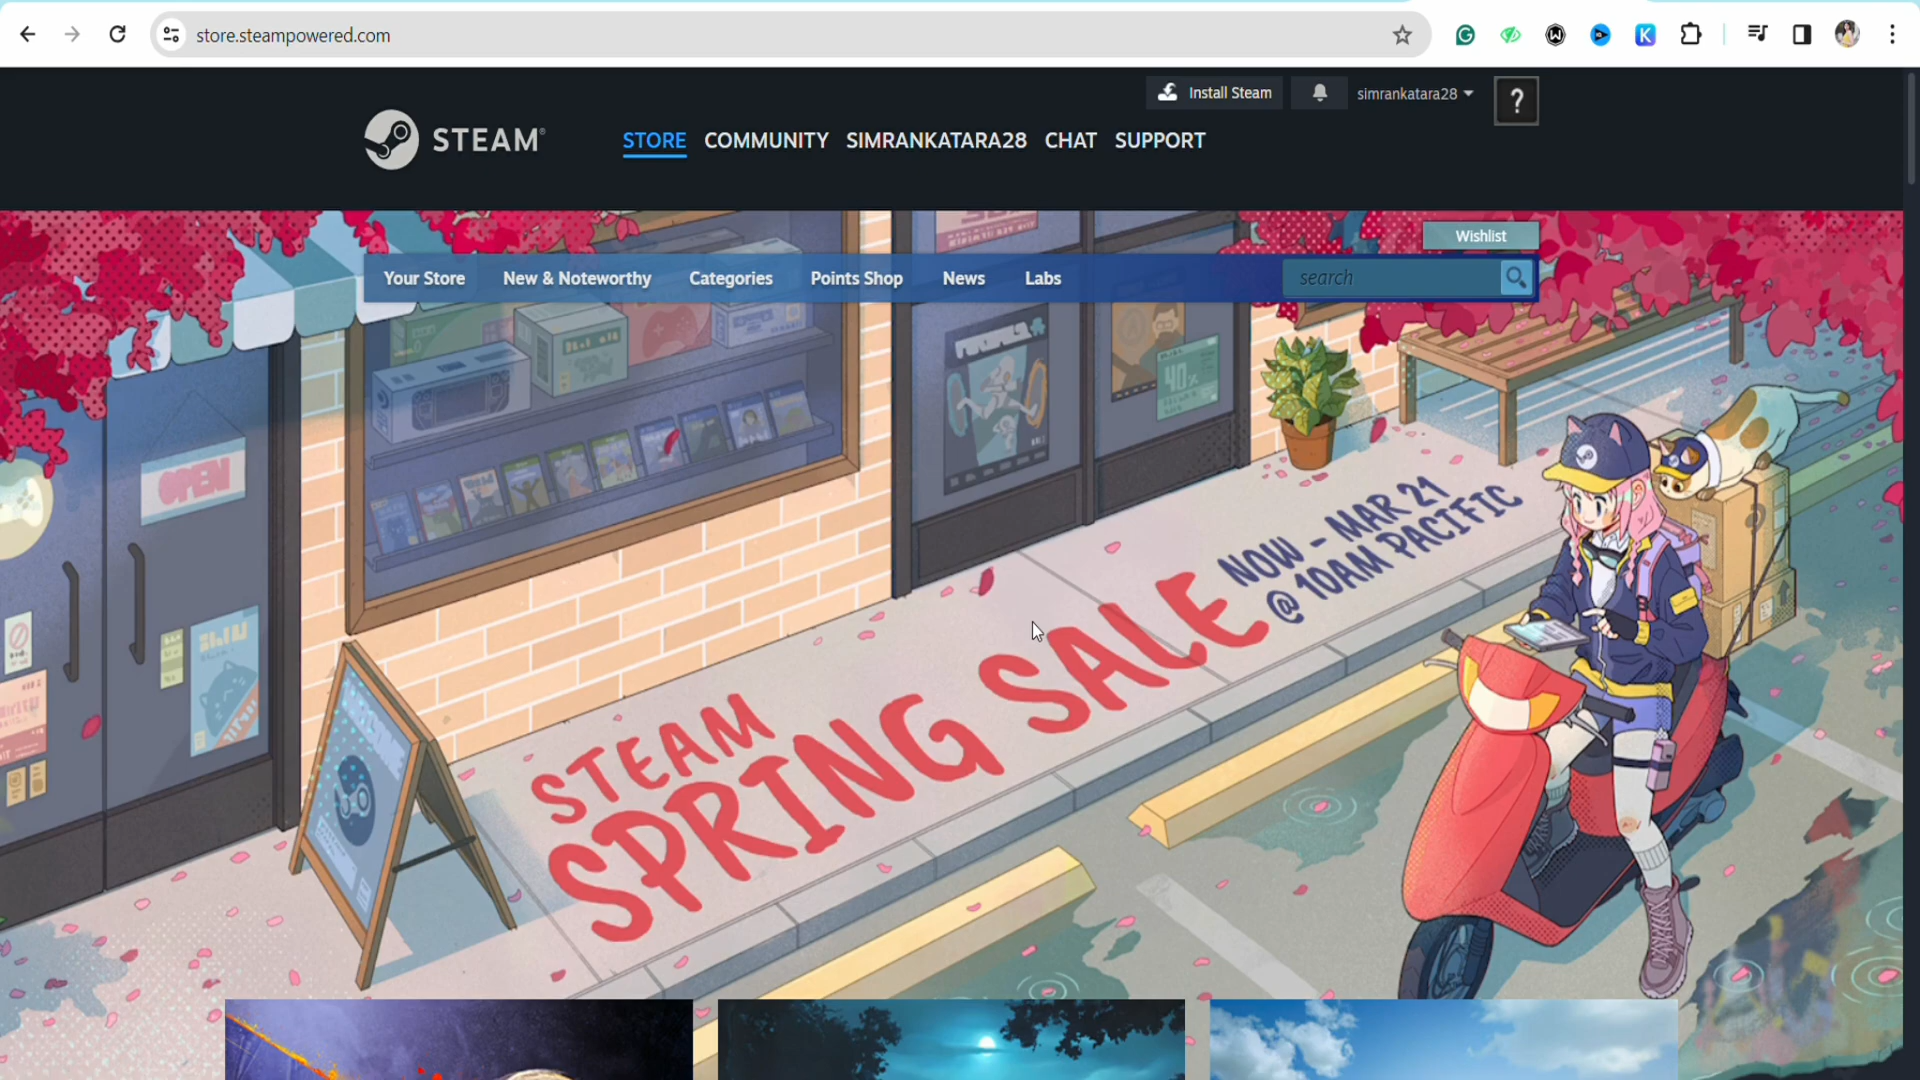 store.steampowered.com
Install Steam
simrankatara28
?
STEAM®
STORE COMMUNITY SIMRANKATARA28 CHAT SUPPORT
Wishlist
Your Store New & Noteworthy Categories Points Shop News Labs
search
OPEN
40%
NOW - MAR 21
@ 10AM PACIFIC
STEAM
SPRING SALE